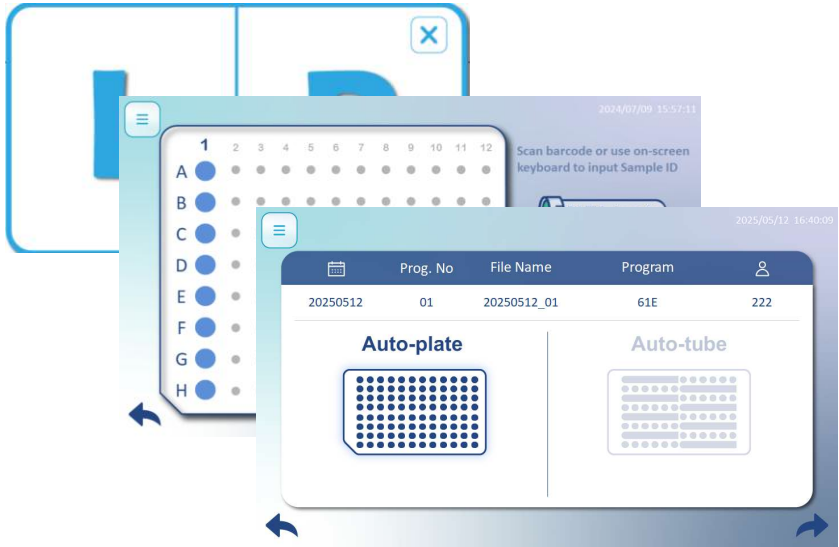 2024/07/09 15:57:11
1 2 3 4 5 6 7 8 9 10 11 12
Scan barcode or use on-screen
keyboard to input Sample ID
A
B
C
D
E
F
G
H
2025/05/12 16:40:09
Prog. No File Name Program
20250512 01 20250512_01 61E 222
Auto-plate Auto-tube